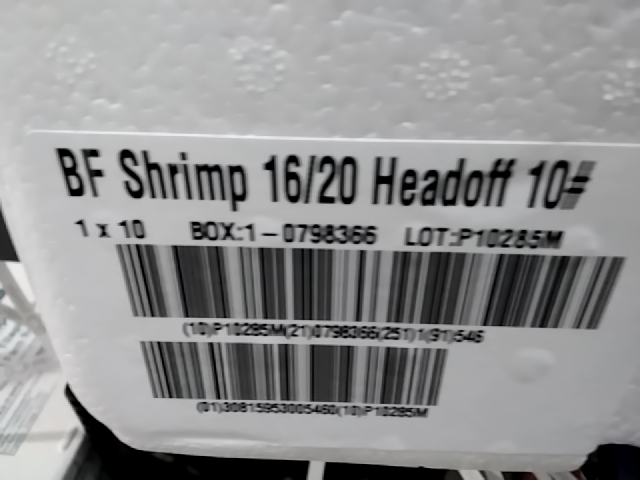 BF Shrimp 16/20 Headoff 10#
1 x 10 BOX:1-0798366 LOT:P10285M
(10)P10285M(21)0798366(251)1(91)546
(01)30815953005460(10)P10285M